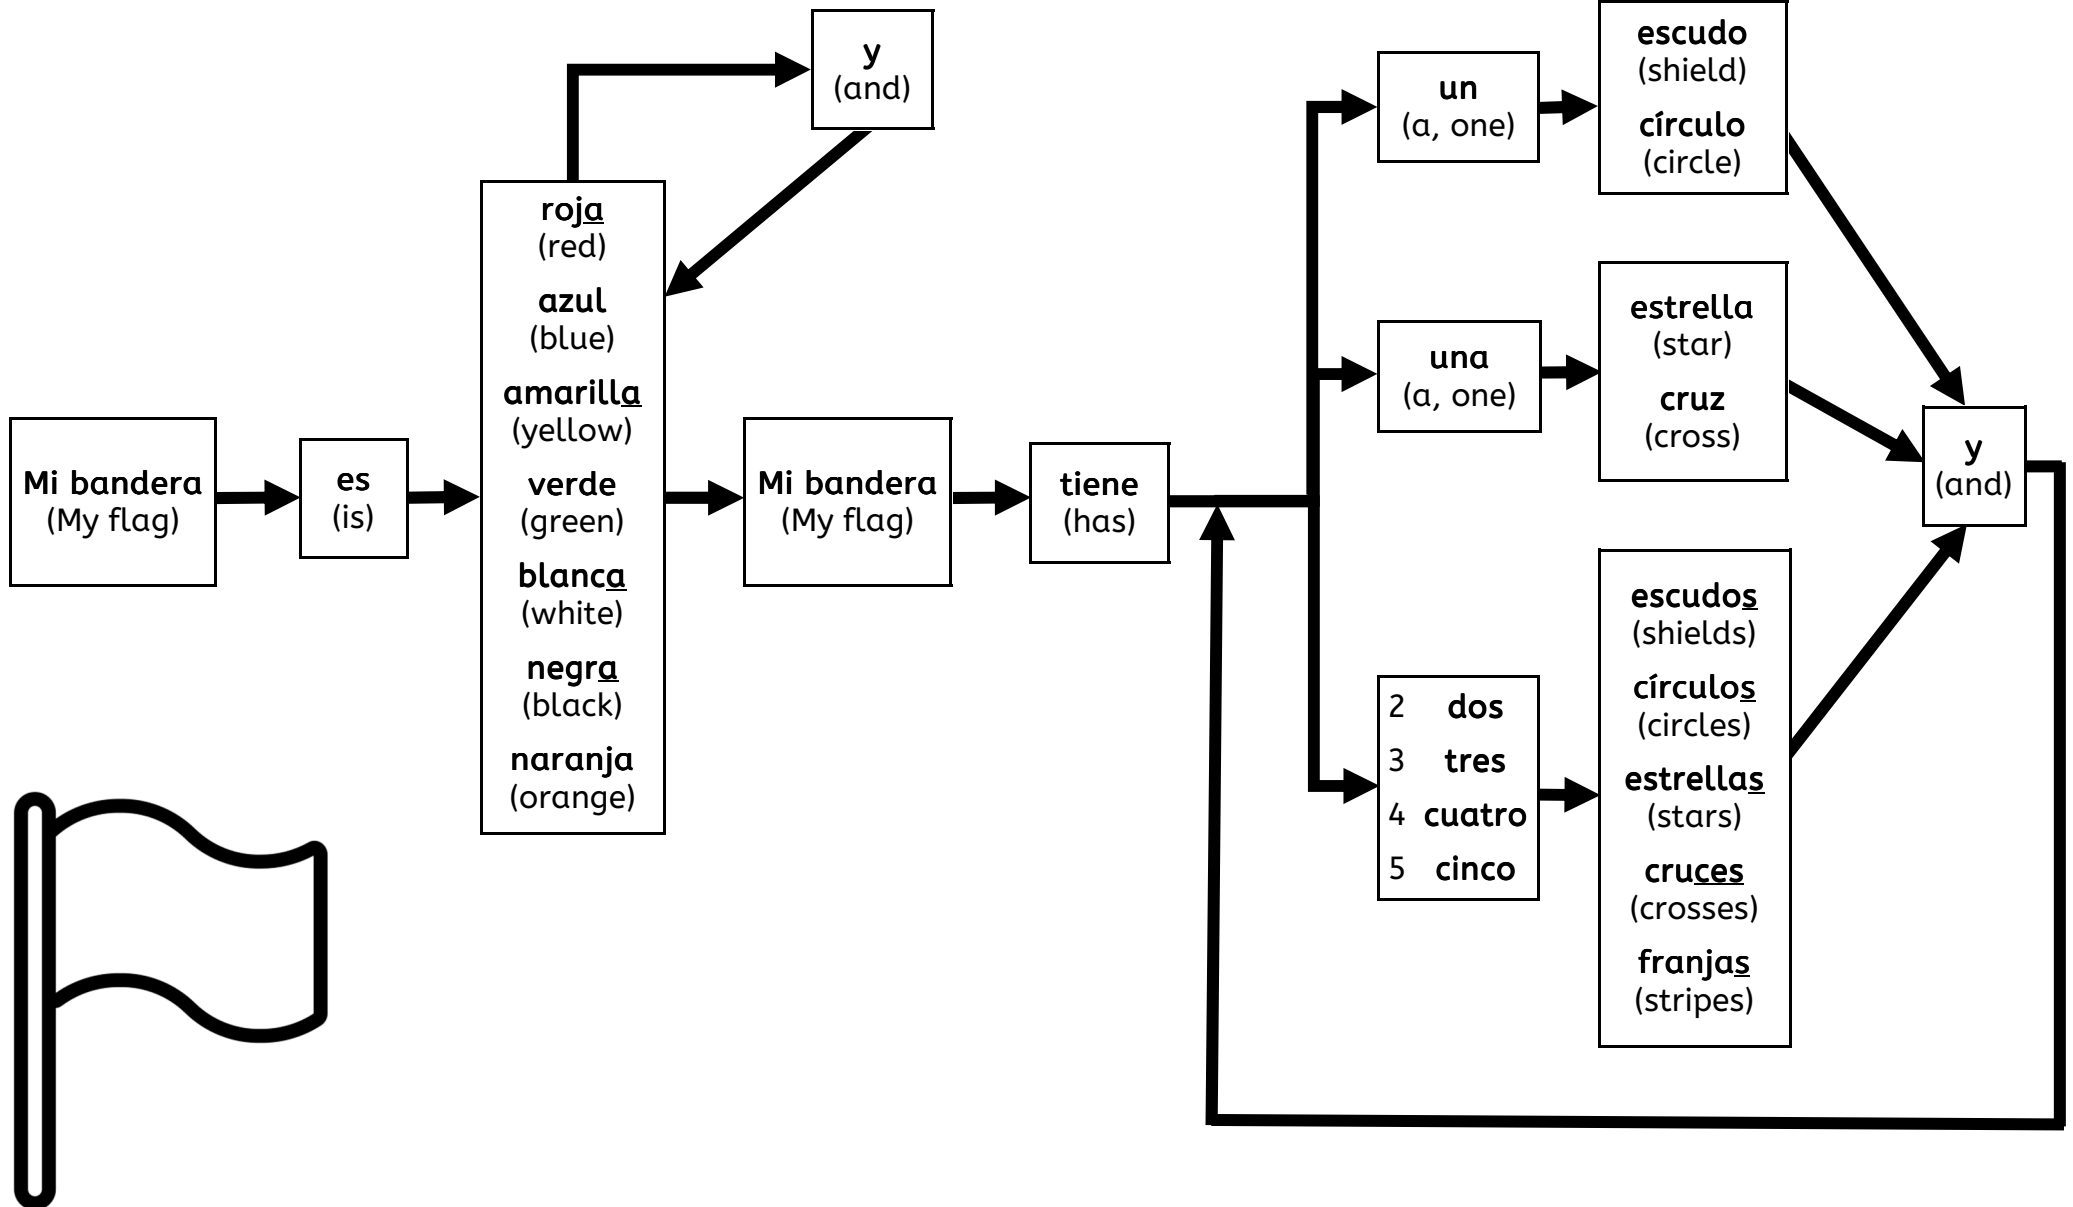 Mi bandera
(My flag)
es
(is)
roja
(red)
azul
(blue)
amarilla
(yellow)
verde
(green)
blanca
(white)
negra
(black)
naranja
(orange)
y
(and)
Mi bandera
(My flag)
tiene
(has)
un
(a, one)
escudo
(shield)
círculo
(circle)
una
(a, one)
estrella
(star)
cruz
(cross)
2 dos
3 tres
4 cuatro
5 cinco
escudos
(shields)
círculos
(circles)
estrellas
(stars)
cruces
(crosses)
franjas
(stripes)
y
(and)